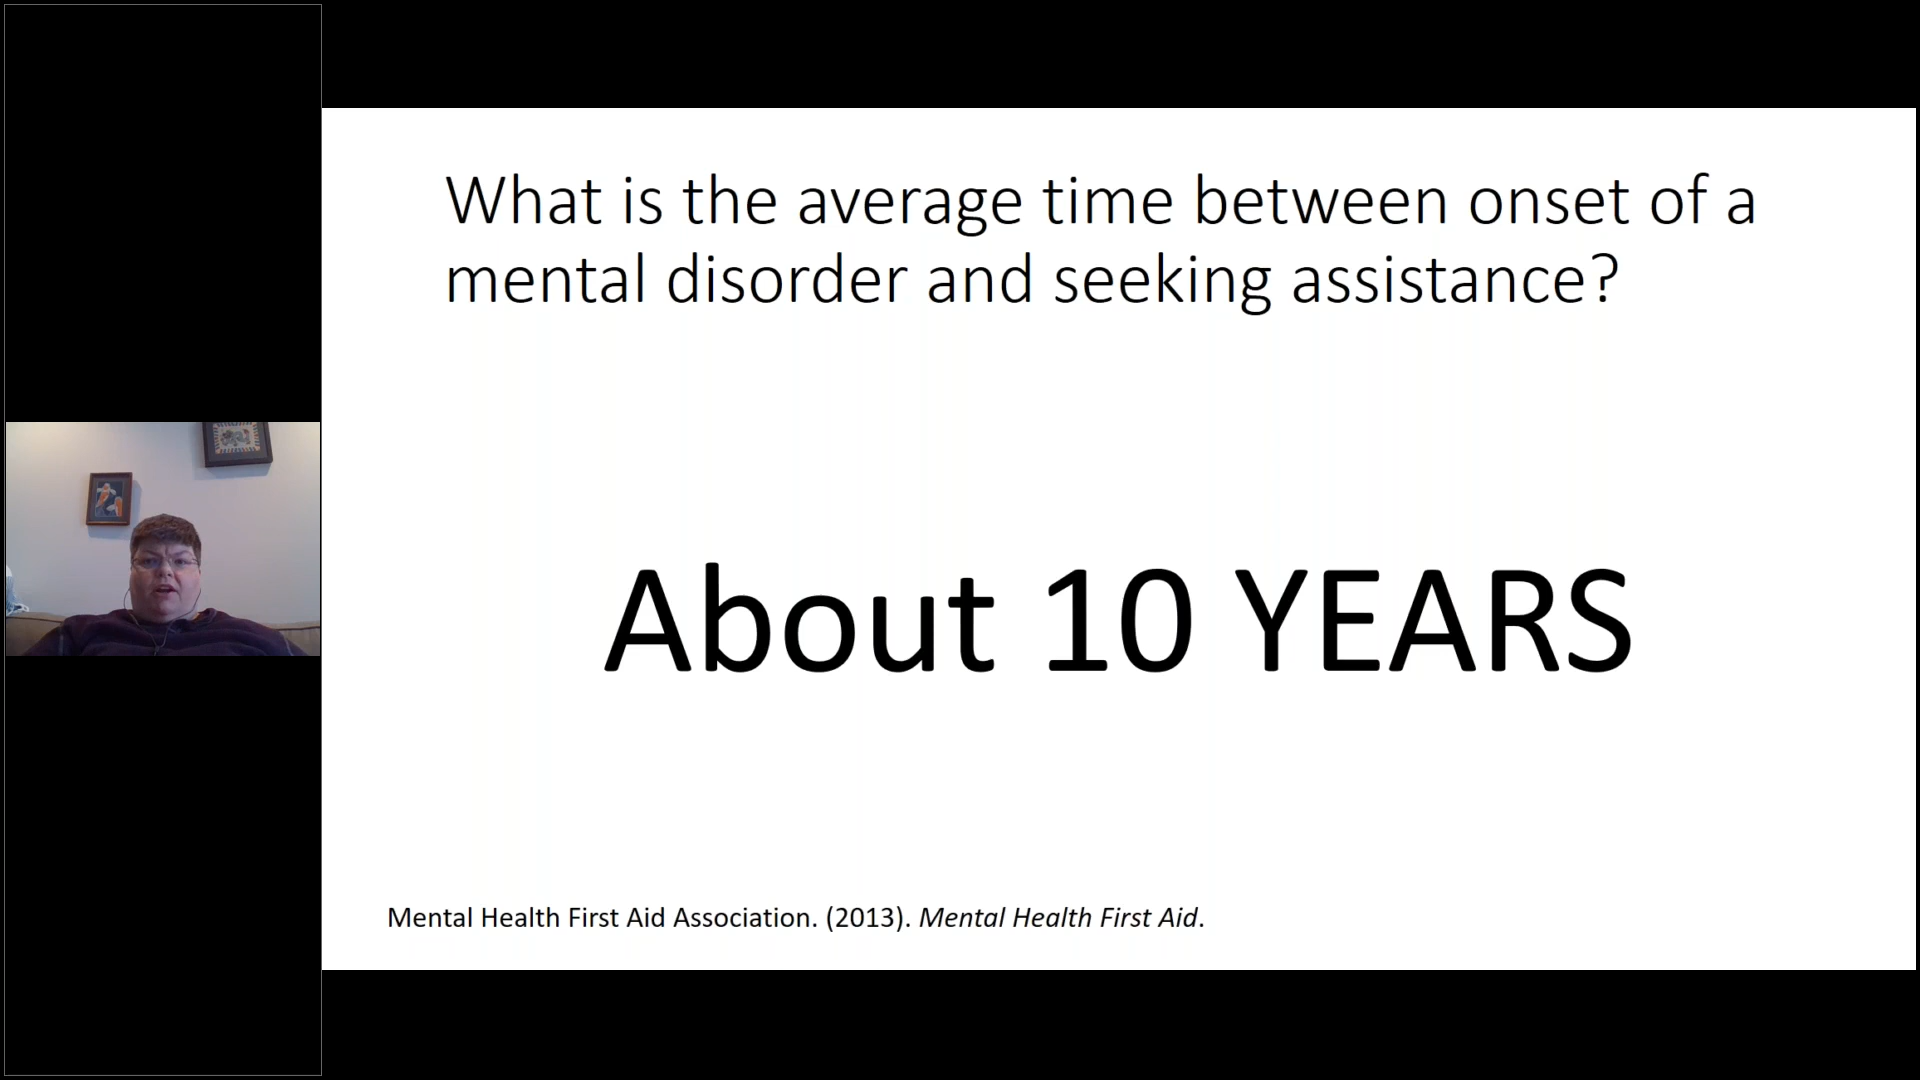 What is the average time between onset of a
mental disorder and seeking assistance?
About 10 YEARS
Mental Health First Aid Association. (2013). Mental Health First Aid.